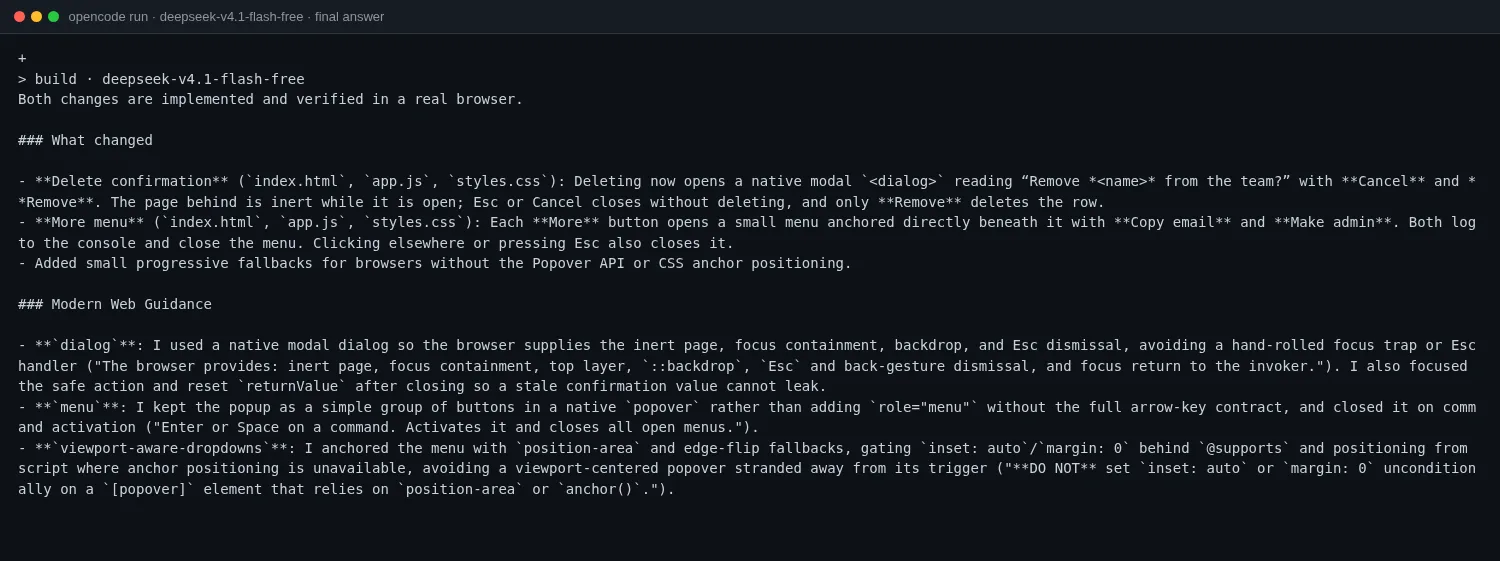 opencode run · deepseek-v4.1-flash-free · final answer
+
> build · deepseek-v4.1-flash-free
Both changes are implemented and verified in a real browser.
### What changed
- **Delete confirmation** (`index.html`, `app.js`, `styles.css`): Deleting now opens a native modal `<dialog>` reading “Remove *<name>* from the team?” with **Cancel** and *
*Remove**. The page behind is inert while it is open; Esc or Cancel closes without deleting, and only **Remove** deletes the row.
- **More menu** (`index.html`, `app.js`, `styles.css`): Each **More** button opens a small menu anchored directly beneath it with **Copy email** and **Make admin**. Both log
to the console and close the menu. Clicking elsewhere or pressing Esc also closes it.
- Added small progressive fallbacks for browsers without the Popover API or CSS anchor positioning.
### Modern Web Guidance
- **`dialog`**: I used a native modal dialog so the browser supplies the inert page, focus containment, backdrop, and Esc dismissal, avoiding a hand-rolled focus trap or Esc
handler ("The browser provides: inert page, focus containment, top layer, `::backdrop`, `Esc` and back-gesture dismissal, and focus return to the invoker."). I also focused
the safe action and reset `returnValue` after closing so a stale confirmation value cannot leak.
- **`menu`**: I kept the popup as a simple group of buttons in a native `popover` rather than adding `role="menu"` without the full arrow-key contract, and closed it on comm
and activation ("Enter or Space on a command. Activates it and closes all open menus.").
- **`viewport-aware-dropdowns`**: I anchored the menu with `position-area` and edge-flip fallbacks, gating `inset: auto`/`margin: 0` behind `@supports` and positioning from
script where anchor positioning is unavailable, avoiding a viewport-centered popover stranded away from its trigger ("**DO NOT** set `inset: auto` or `margin: 0` uncondition
ally on a `[popover]` element that relies on `position-area` or `anchor()`.").